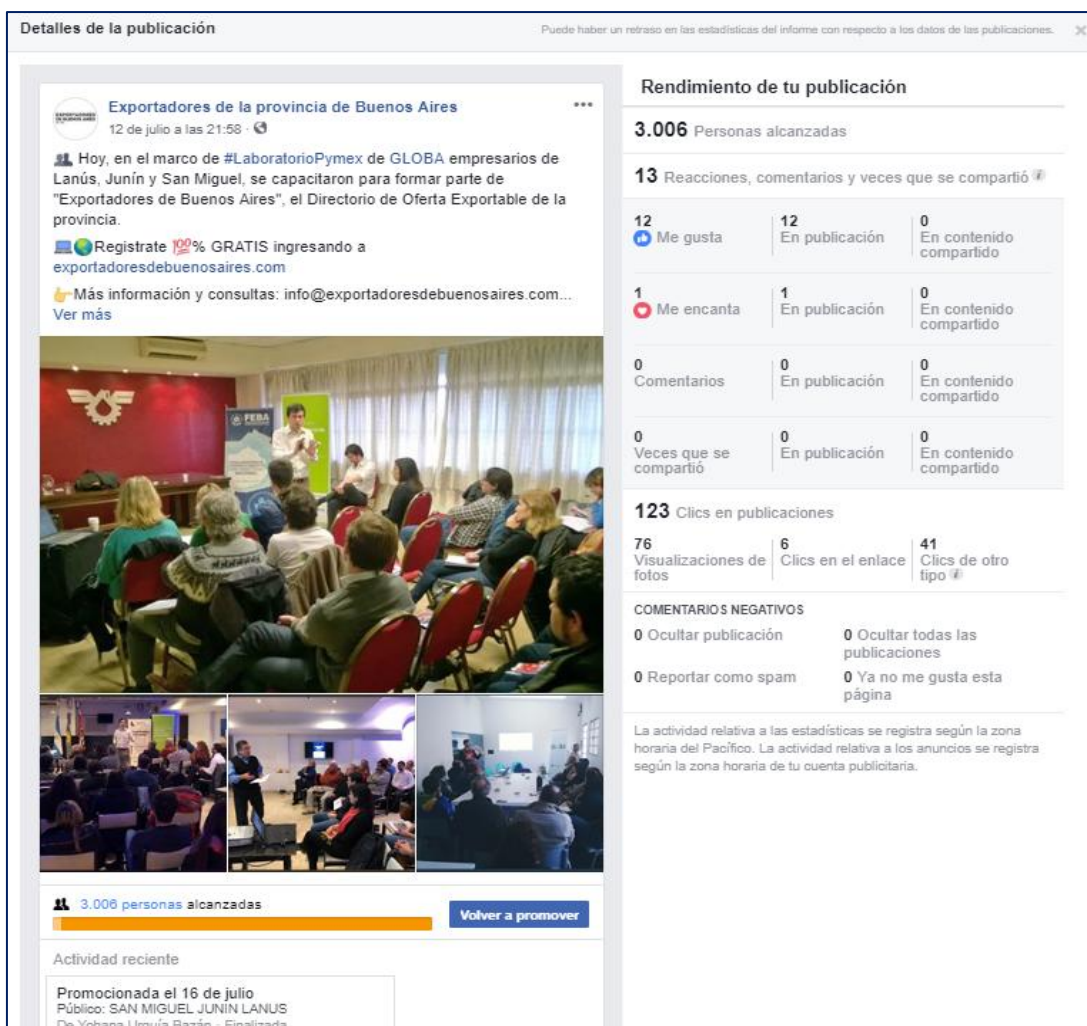 Detalles de la publicación
Puede haber un retraso en las estadísticas del informe con respecto a los datos de las publicaciones.
Exportadores de la provincia de Buenos Aires
12 de julio a las 21:58 ·
Hoy, en el marco de #LaboratorioPymex de GLOBA empresarios de
Lanús, Junín y San Miguel, se capacitaron para formar parte de
"Exportadores de Buenos Aires", el Directorio de Oferta Exportable de la
provincia.
Registrate 💯% GRATIS ingresando a
exportadoresdebuenosaires.com
Más información y consultas: info@exportadoresdebuenosaires.com...
Ver más
FEBA
3.006 personas alcanzadas
Volver a promover
Actividad reciente
Promocionada el 16 de julio
Público: SAN MIGUEL JUNIN LANUS
De Yohana Urquía Bazán · Finalizada
Rendimiento de tu publicación
3.006 Personas alcanzadas
13 Reacciones, comentarios y veces que se compartió
12
Me gusta
12
En publicación
0
En contenido
compartido
1
Me encanta
1
En publicación
0
En contenido
compartido
0
Comentarios
0
En publicación
0
En contenido
compartido
0
Veces que se
compartió
0
En publicación
0
En contenido
compartido
123 Clics en publicaciones
76
Visualizaciones de
fotos
6
Clics en el enlace
41
Clics de otro
tipo
COMENTARIOS NEGATIVOS
0 Ocultar publicación
0 Ocultar todas las
publicaciones
0 Reportar como spam
0 Ya no me gusta esta
página
La actividad relativa a las estadísticas se registra según la zona
horaria del Pacífico. La actividad relativa a los anuncios se registra
según la zona horaria de tu cuenta publicitaria.